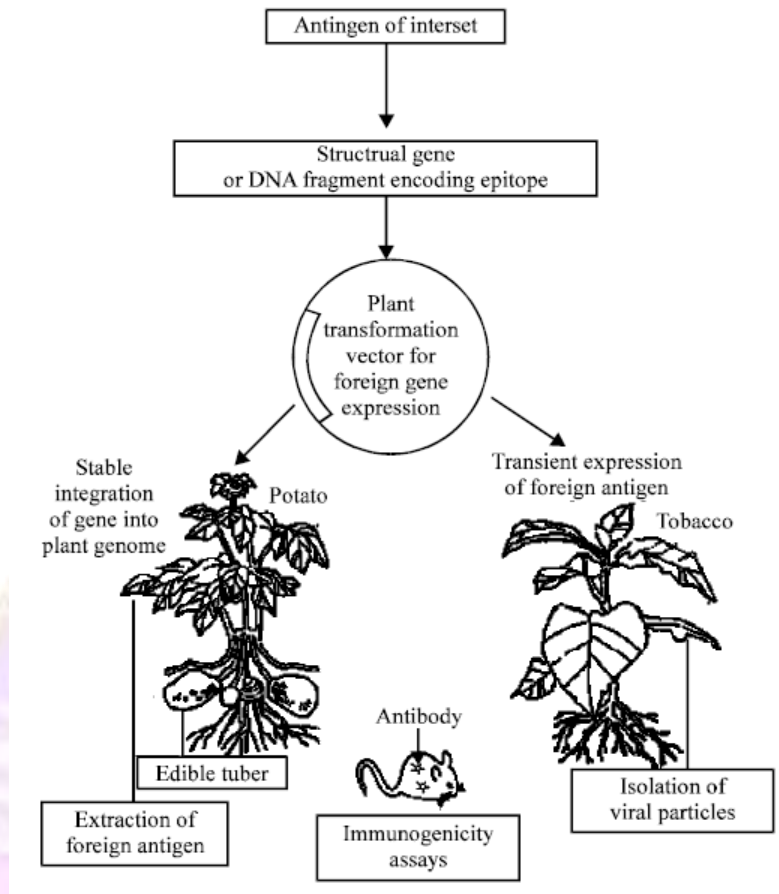 Antingen of interset
Structrual gene
or DNA fragment encoding epitope
Plant
transformation
vector for
foreign gene
expression
Stable
integration
of gene into
plant genome
Potato
Transient expression
of foreign antigen
Tobacco
Antibody
Edible tuber
Extraction of
foreign antigen
Immunogenicity
assays
Isolation of
viral particles